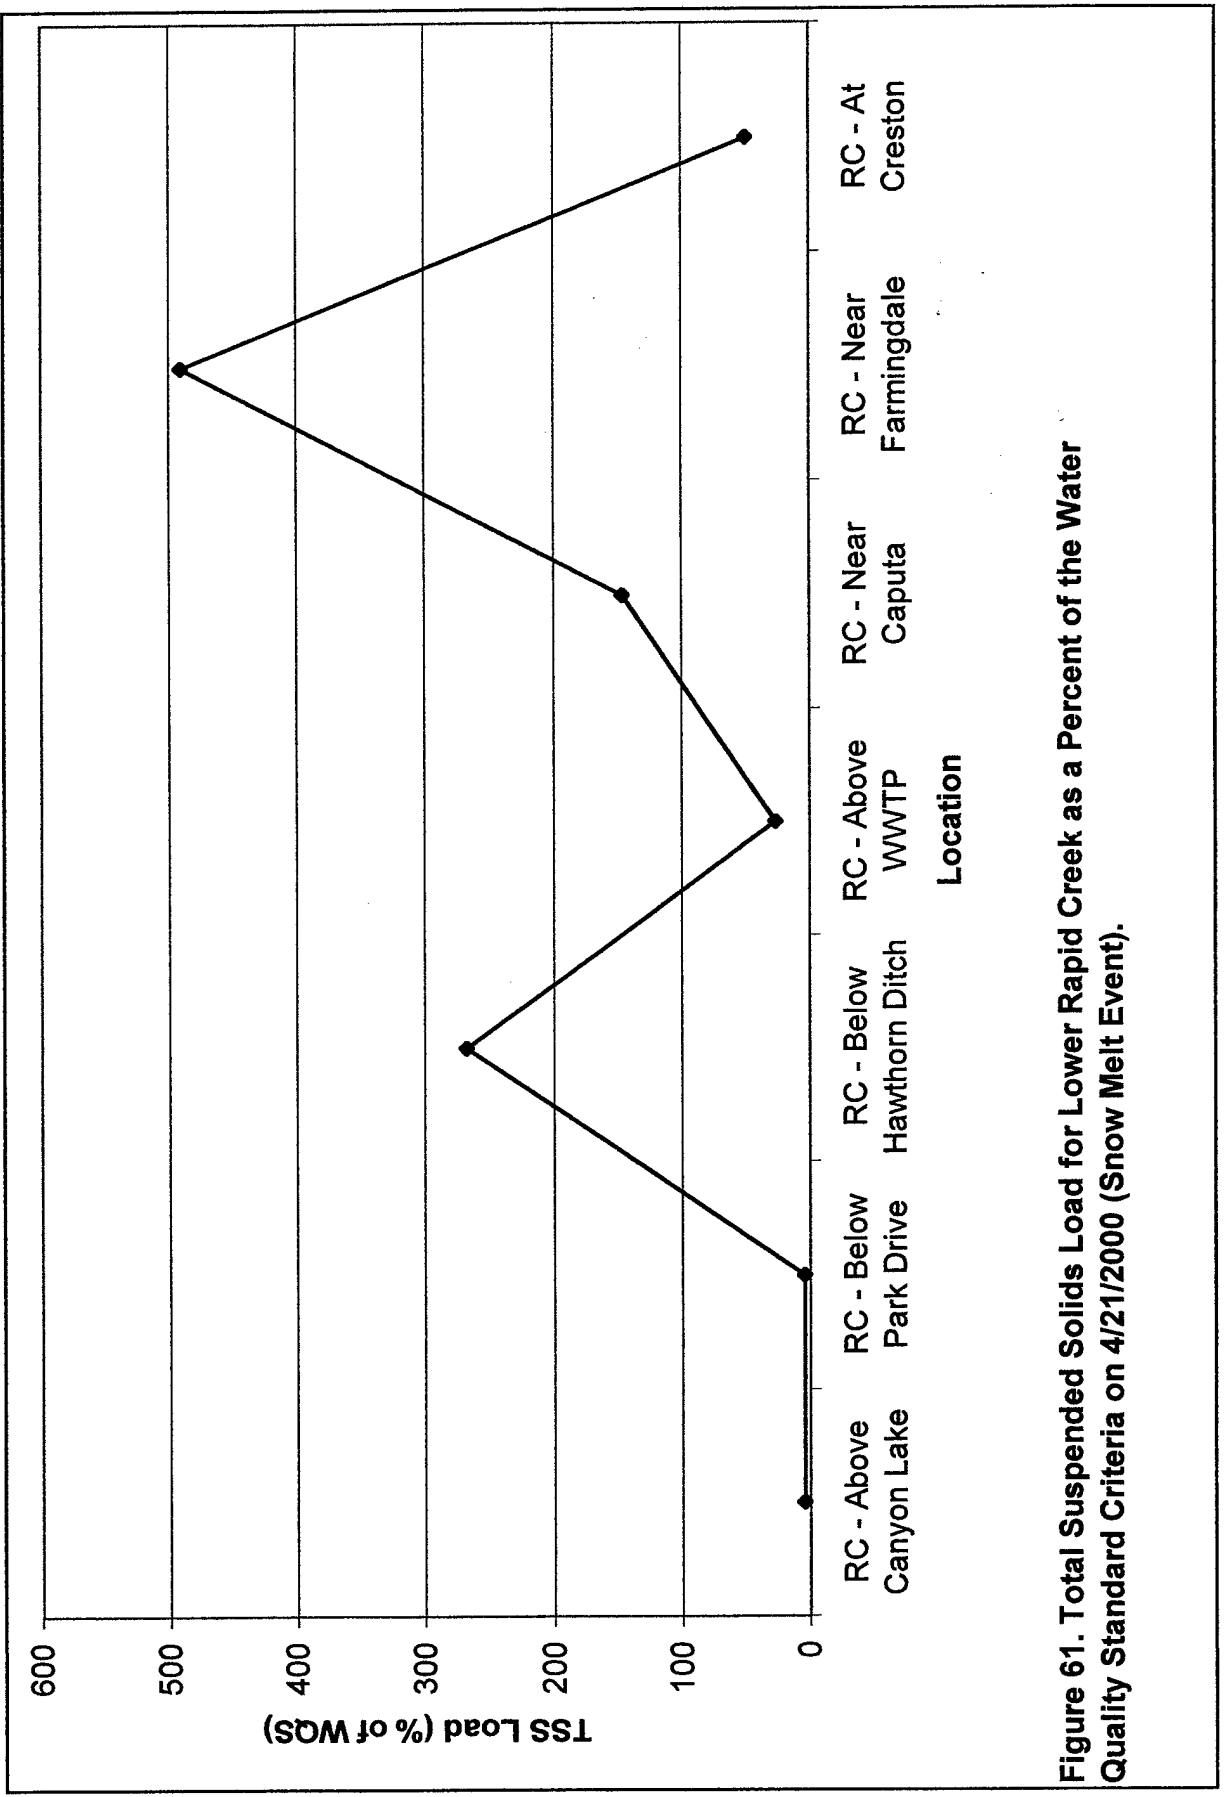 600
500
400
300
200
100
0
TSS Load (% of WQS)
RC - Above
Canyon Lake
RC - Below
Park Drive
RC - Below
Hawthorn Ditch
RC - Above
WWTP
RC - Near
Caputa
RC - Near
Farmingdale
RC - At
Creston
Location
Figure 61. Total Suspended Solids Load for Lower Rapid Creek as a Percent of the Water
Quality Standard Criteria on 4/21/2000 (Snow Melt Event).